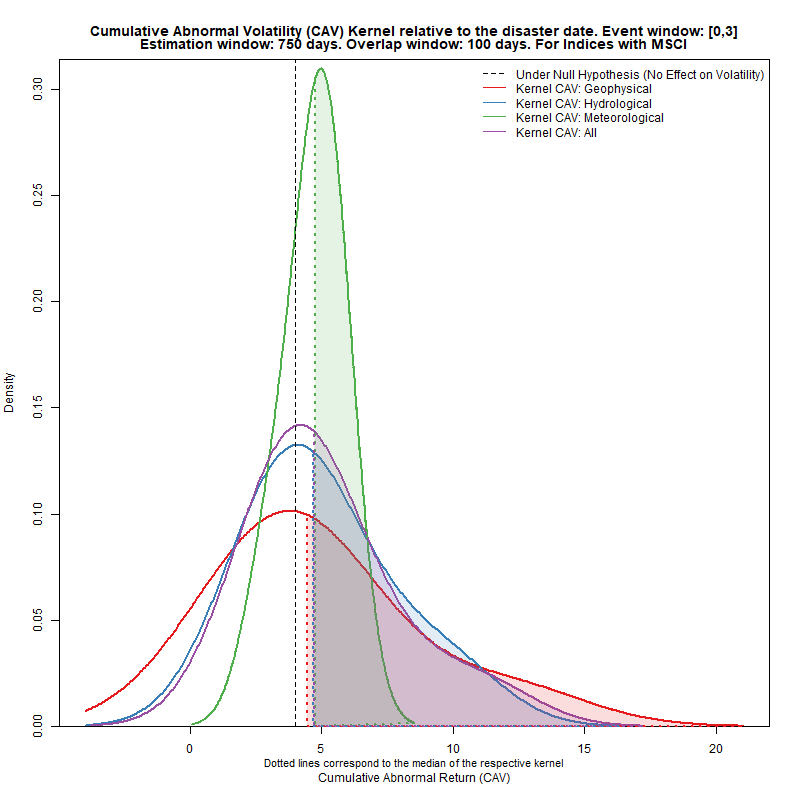 Cumulative Abnormal Volatility (CAV) Kernel relative to the disaster date. Event window: [0,3]
Estimation window: 750 days. Overlap window: 100 days. For Indices with MSCI
Under Null Hypothesis (No Effect on Volatility)
Kernel CAV: Geophysical
Kernel CAV: Hydrological
Kernel CAV: Meteorological
Kernel CAV: All
0.30
0.25
0.20
0.15
0.10
0.05
0.00
Density
0 5 10 15 20
Dotted lines correspond to the median of the respective kernel
Cumulative Abnormal Return (CAV)